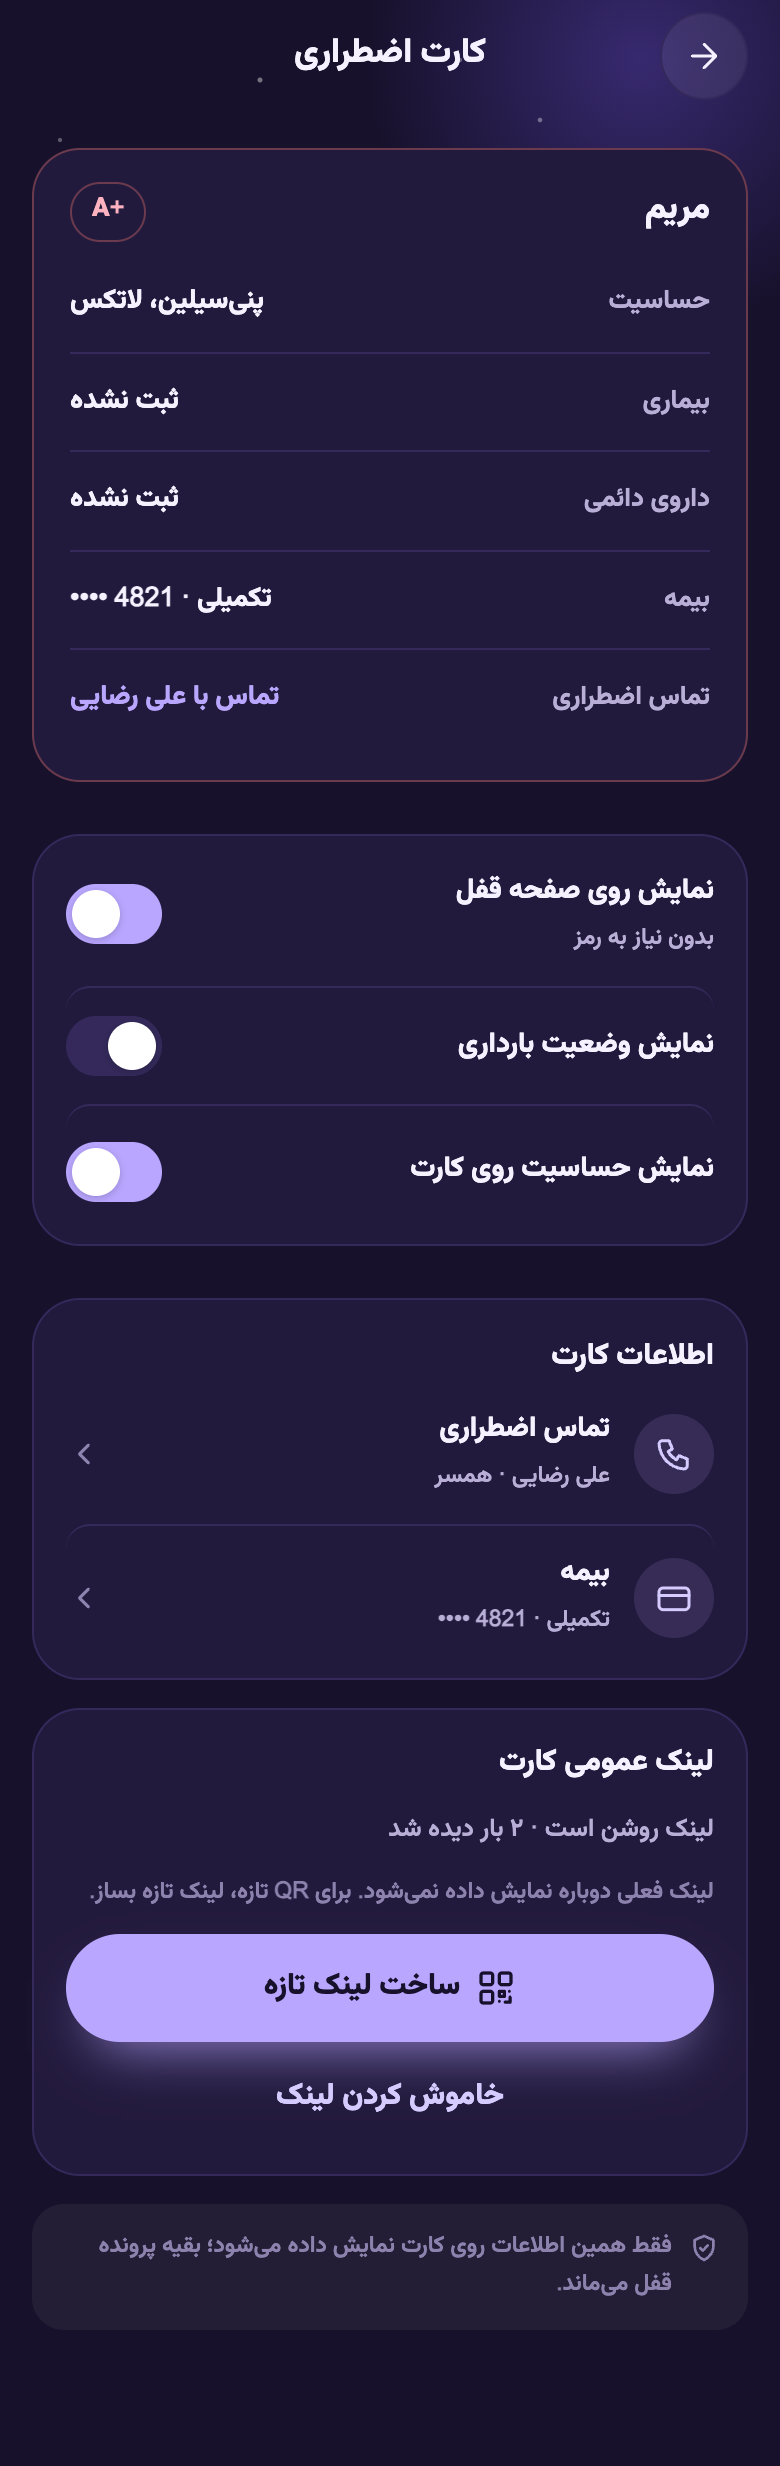 کارت اضطراری
مریم
A+
حساسیت
پنی‌سیلین، لاتکس
بیماری
ثبت نشده
داروی دائمی
ثبت نشده
بیمه
تکمیلی · 4821 ••••
تماس اضطراری
تماس با علی رضایی
نمایش روی صفحه قفل
بدون نیاز به رمز
نمایش وضعیت بارداری
نمایش حساسیت روی کارت
اطلاعات کارت
تماس اضطراری
علی رضایی · همسر
بیمه
تکمیلی · 4821 ••••
لینک عمومی کارت
لینک روشن است · ۲ بار دیده شد
لینک فعلی دوباره نمایش داده نمی‌شود. برای QR تازه، لینک تازه بساز.
ساخت لینک تازه
خاموش کردن لینک
فقط همین اطلاعات روی کارت نمایش داده می‌شود؛ بقیه پرونده
قفل می‌ماند.